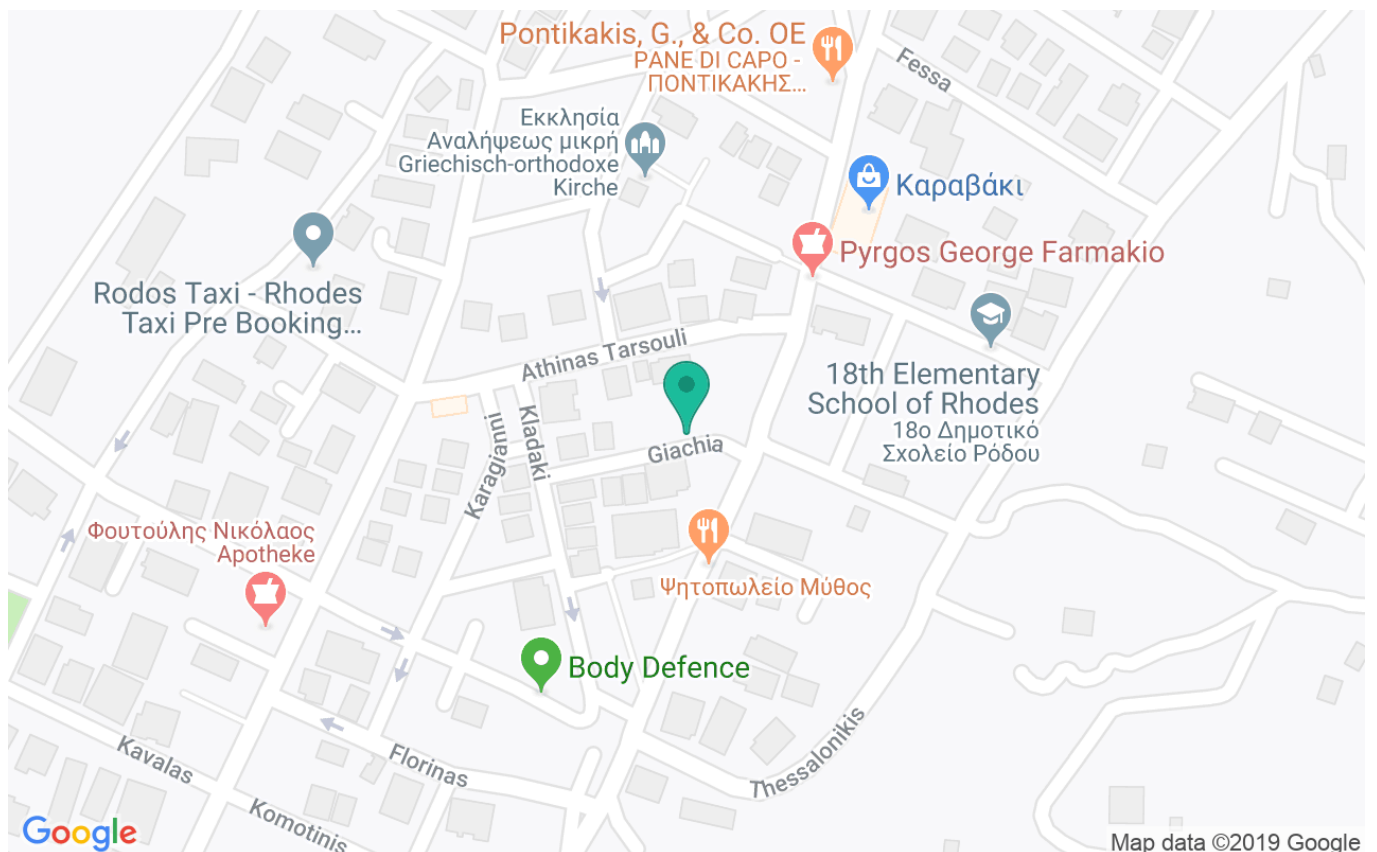 Pontikakis, G., & Co. OE
PANE DI CAPO -
ΠΟΝΤΙΚΑΚΗΣ...
Fessa
Εκκλησία
Αναλήψεως μικρή
Griechisch-orthodoxe
Kirche
Καραβάκι
Pyrgos George Farmakio
Rodos Taxi - Rhodes
Taxi Pre Booking...
Athinas Tarsouli
18th Elementary
School of Rhodes
18ο Δημοτικό
Σχολείο Ρόδου
Karagianni
Kladaki
Giachia
Φουτούλης Νικόλαος
Apotheke
Ψητοπωλείο Μύθος
Body Defence
Thessalonikis
Florinas
Kavalas
Komotinis
Google
Map data ©2019 Google